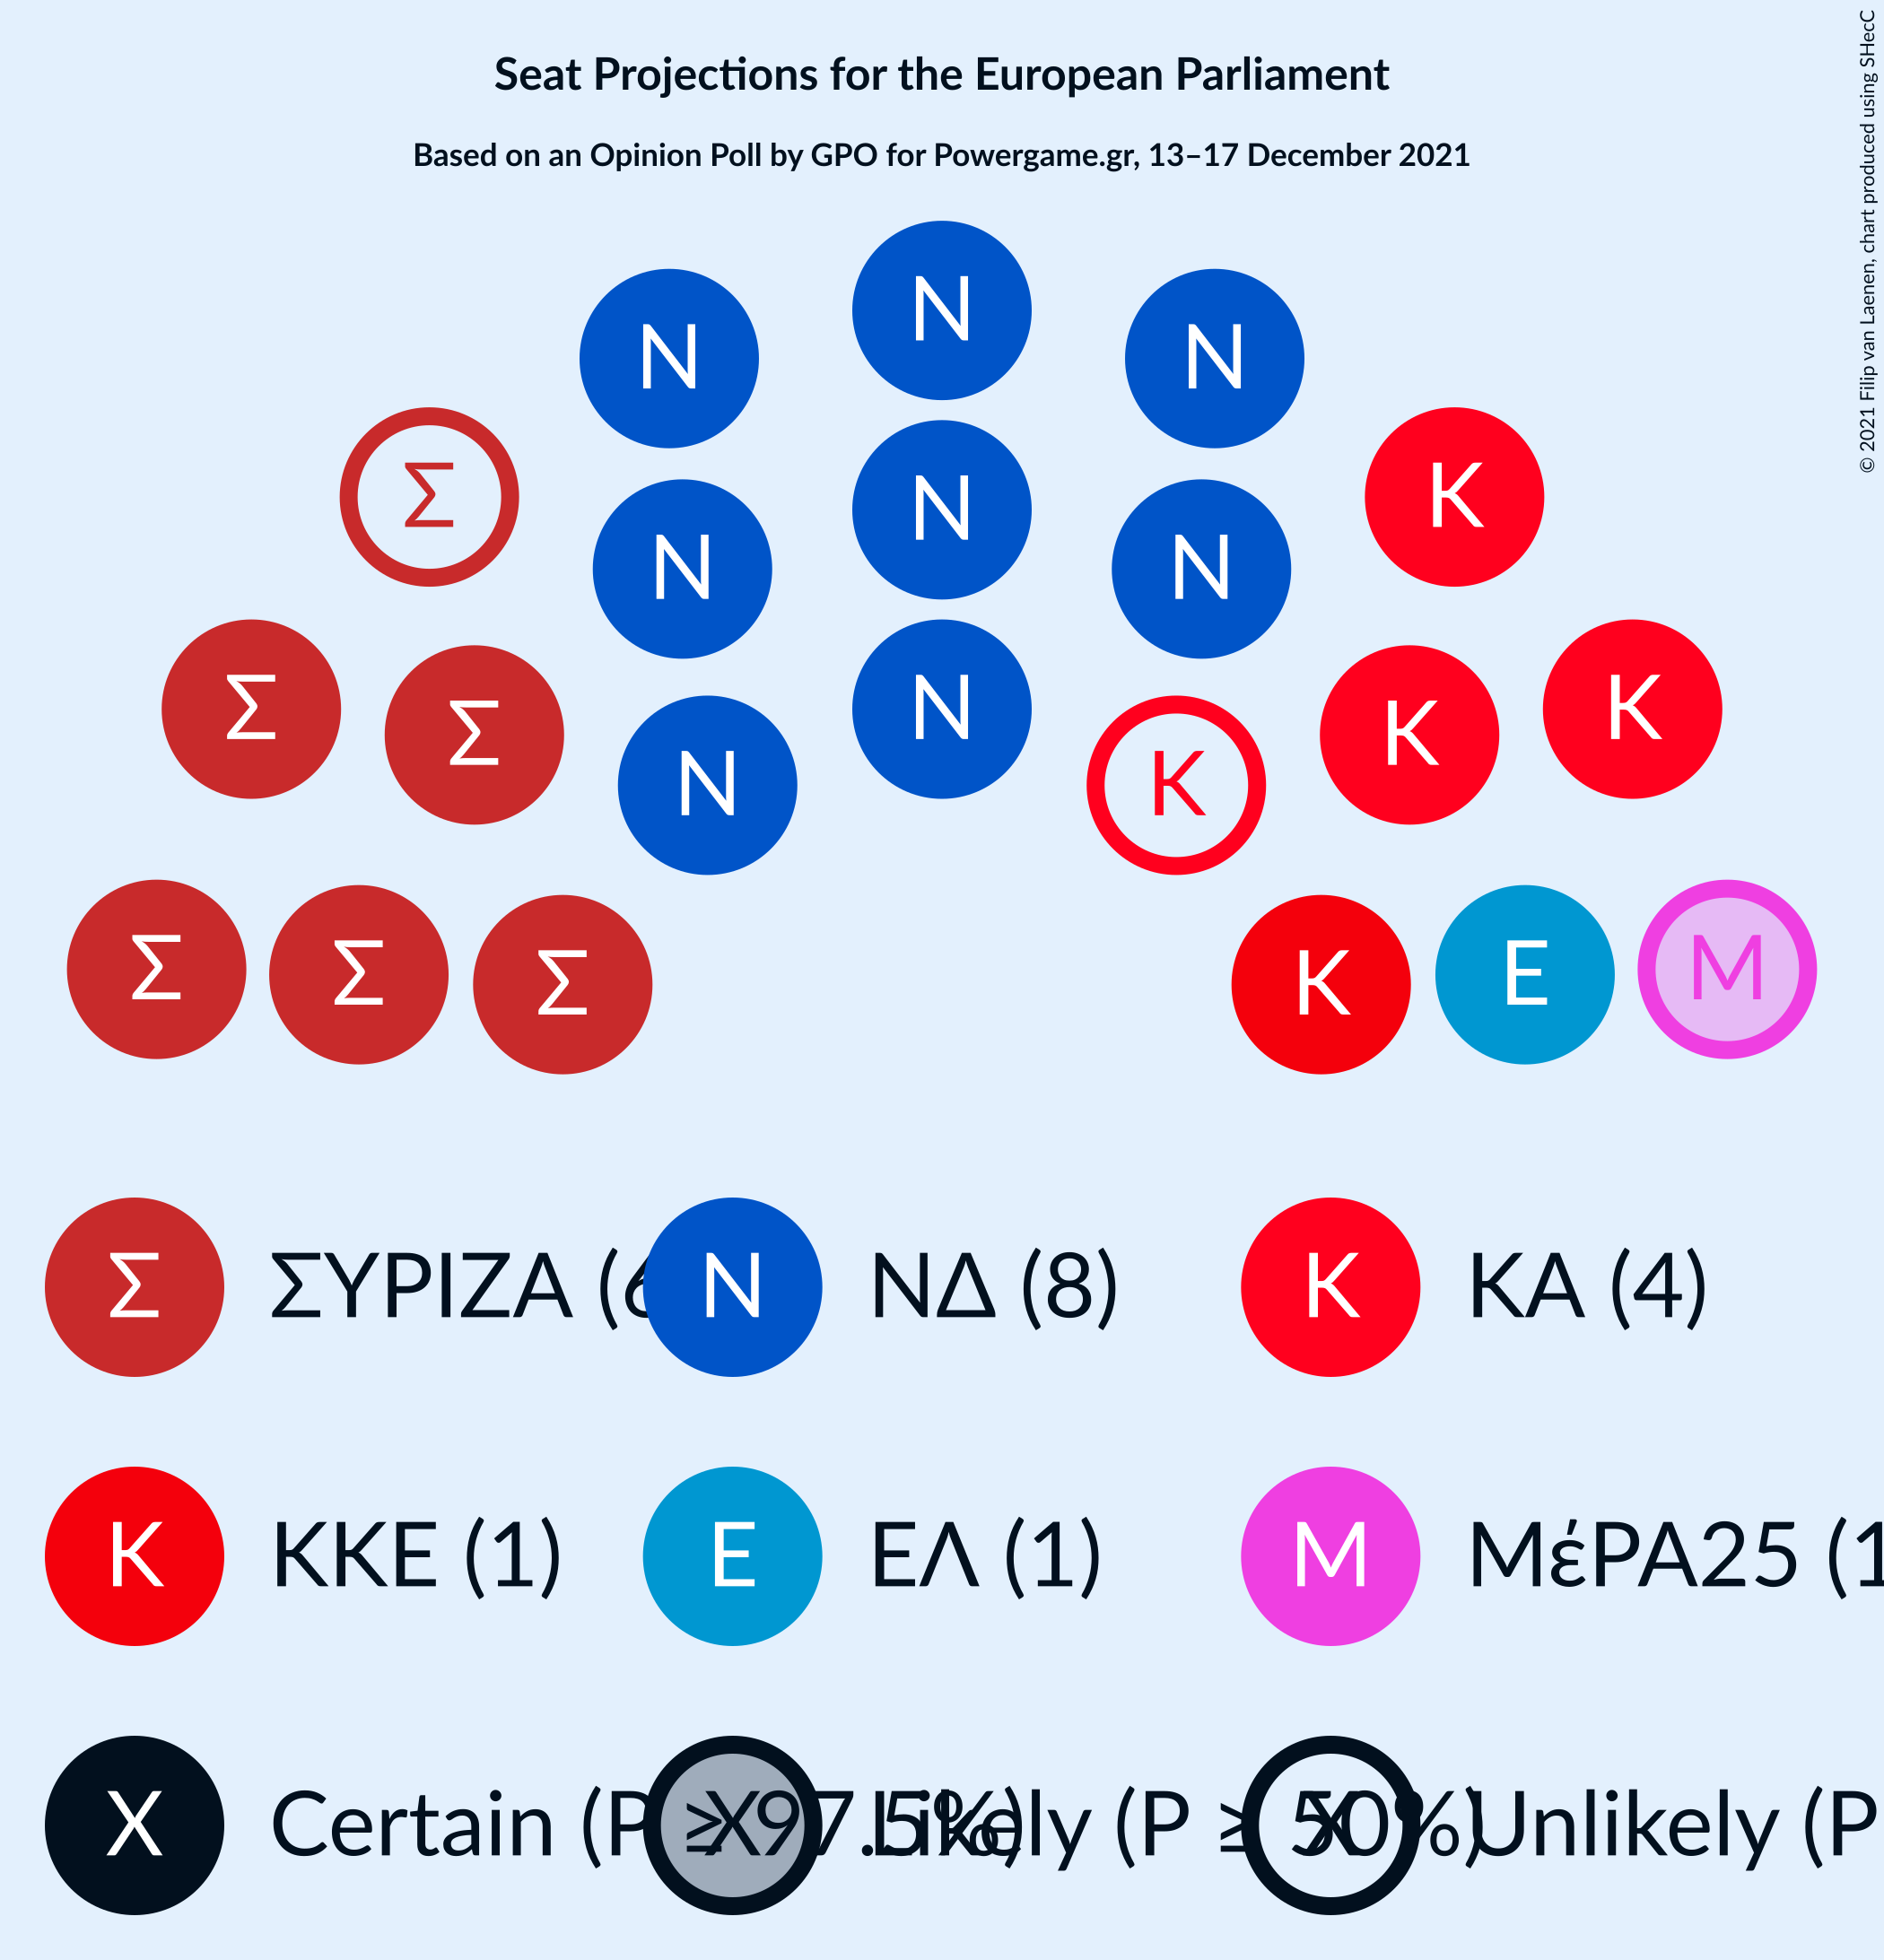 Seat Projections for the European Parliament
Based on an Opinion Poll by GPO for Powergame.gr, 13–17 December 2021
© 2021 Filip van Laenen, chart produced using SHecC
N
N N
Σ N K
N N
Σ N K
Σ K
N K
Σ Σ Σ K E M
Σ ΣΥΡΙΖΑ (6 N ΝΔ (8) K ΚΑ (4)
K ΚΚΕ (1) E ΕΛ (1) M ΜέΡΑ25 (1
X Certain (P ≥ 97.5%) X Likely (P ≥ 50%) X Unlikely (P